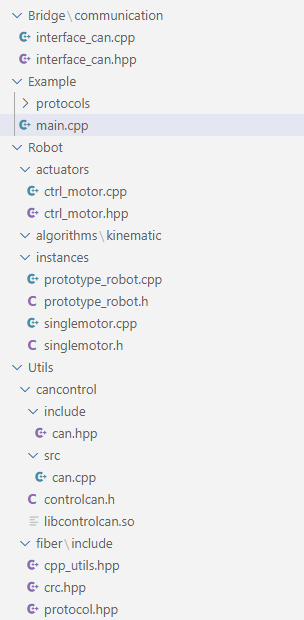 Bridge\communication
interface_can.cpp
interface_can.hpp
Example
protocols
main.cpp
Robot
actuators
ctrl_motor.cpp
ctrl_motor.hpp
algorithms\kinematic
instances
prototype_robot.cpp
prototype_robot.h
singlemotor.cpp
singlemotor.h
Utils
cancontrol
include
can.hpp
src
can.cpp
controlcan.h
libcontrolcan.so
fiber\include
cpp_utils.hpp
crc.hpp
protocol.hpp